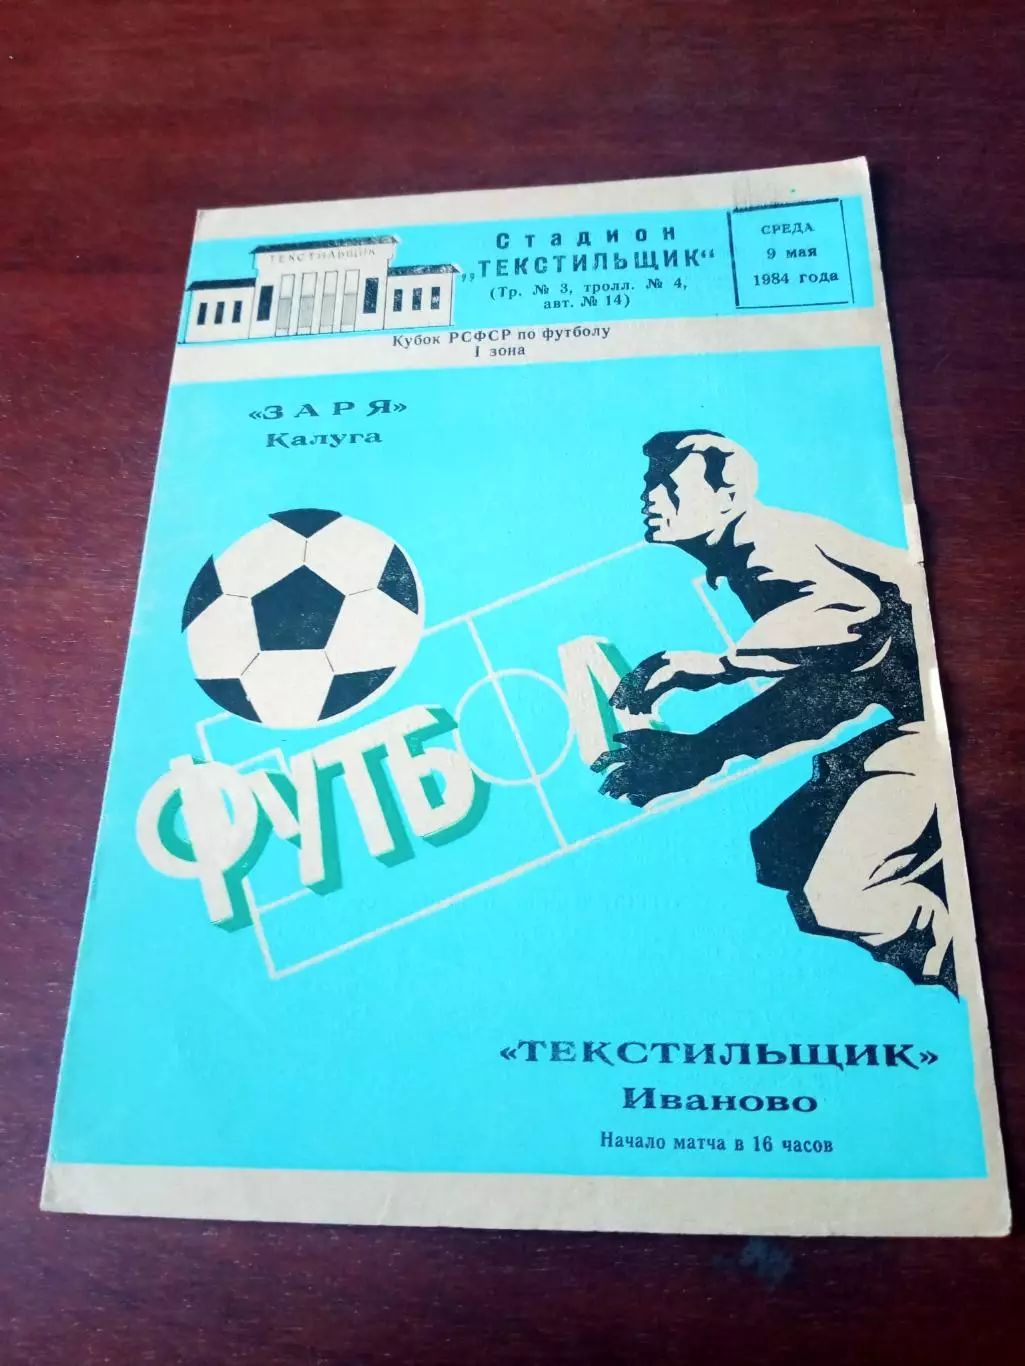 ТЕКСТИЛЬЩИК
Стадион
„ТЕКСТИЛЬЩИК“
(Тр. № 3, тролл. № 4,
авт. № 14)
СРЕДА
9 мая
1984 года
Кубок РСФСР по футболу
I зона
«ЗАРЯ»
Калуга
ФУТБОЛ
«ТЕКСТИЛЬЩИК»
Иваново
Начало матча в 16 часов